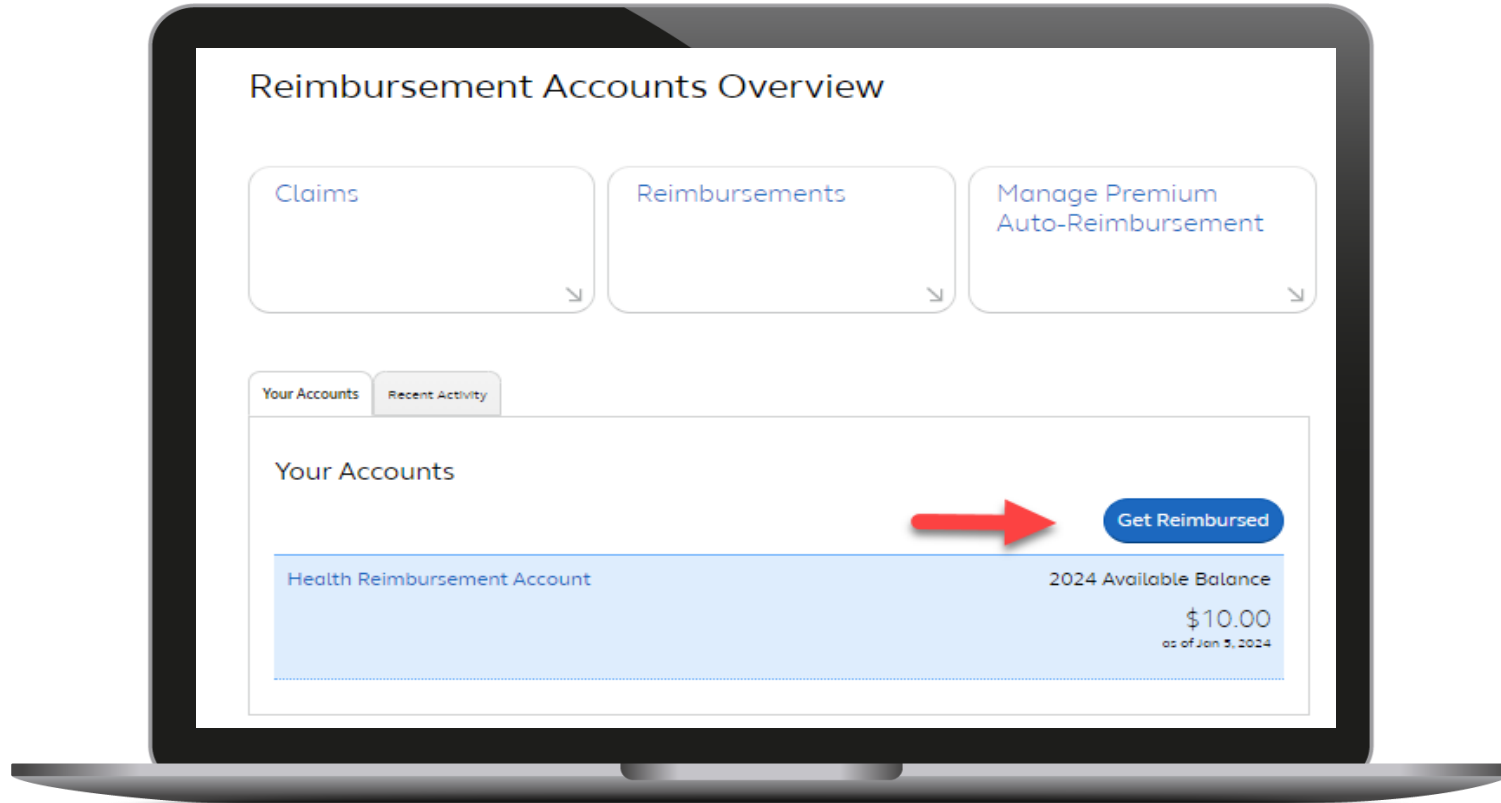 Reimbursement Accounts Overview
Claims
Reimbursements
Manage Premium
Auto-Reimbursement
Your Accounts
Recent Activity
Your Accounts
Get Reimbursed
Health Reimbursement Account
2024 Available Balance
$10.00
as of Jan 5, 2024